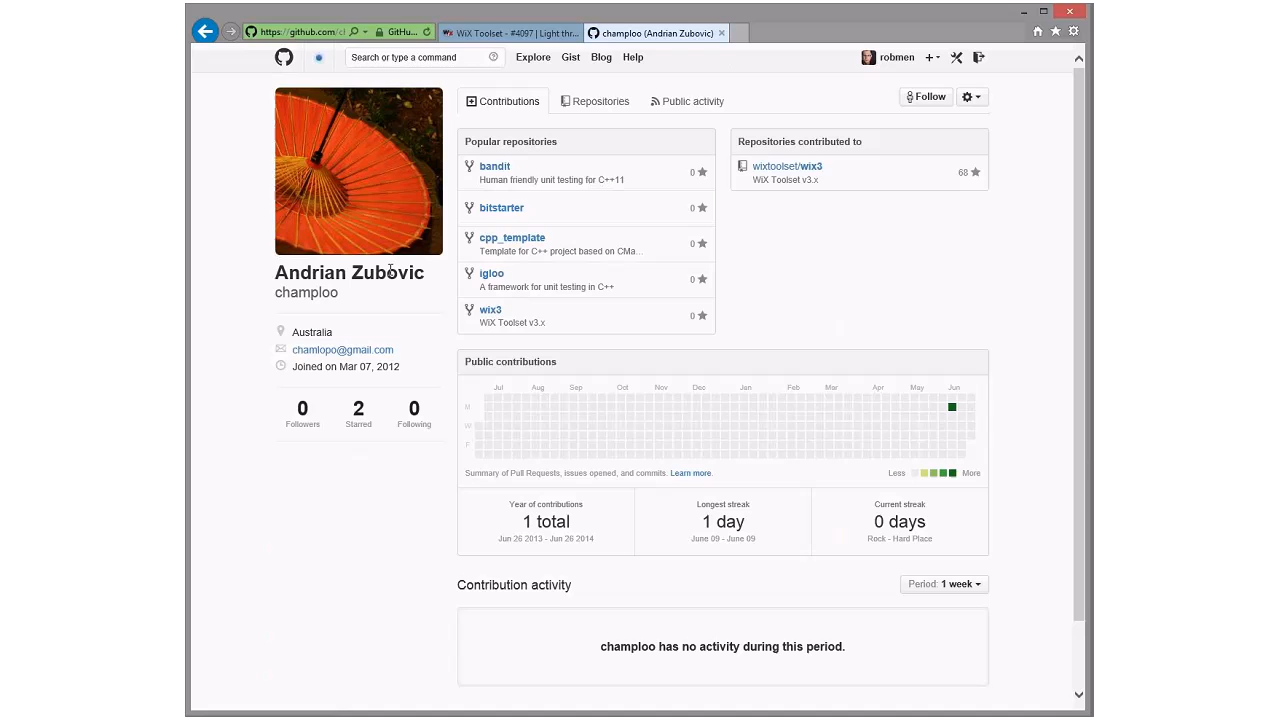 https://github.com/cl
GitHu...
WiX Toolset - #4097 | Light thr...
champloo (Andrian Zubovic)
Search or type a command
Explore
Gist
Blog
Help
robmen
Contributions
Repositories
Public activity
Follow
Andrian Zubovic
champloo
Australia
chamlopo@gmail.com
Joined on Mar 07, 2012
0
Followers
2
Starred
0
Following
Popular repositories
bandit
Human friendly unit testing for C++11
0
bitstarter
0
cpp_template
Template for C++ project based on CMa...
0
igloo
A framework for unit testing in C++
0
wix3
WiX Toolset v3.x
0
Repositories contributed to
wixtoolset/wix3
WiX Toolset v3.x
68
Public contributions
Jul Aug Sep Oct Nov Dec Jan Feb Mar Apr May Jun
M
W
F
Summary of Pull Requests, issues opened, and commits. Learn more.
Less
More
Year of contributions
1 total
Jun 26 2013 - Jun 26 2014
Longest streak
1 day
June 09 - June 09
Current streak
0 days
Rock - Hard Place
Contribution activity
Period: 1 week
champloo has no activity during this period.